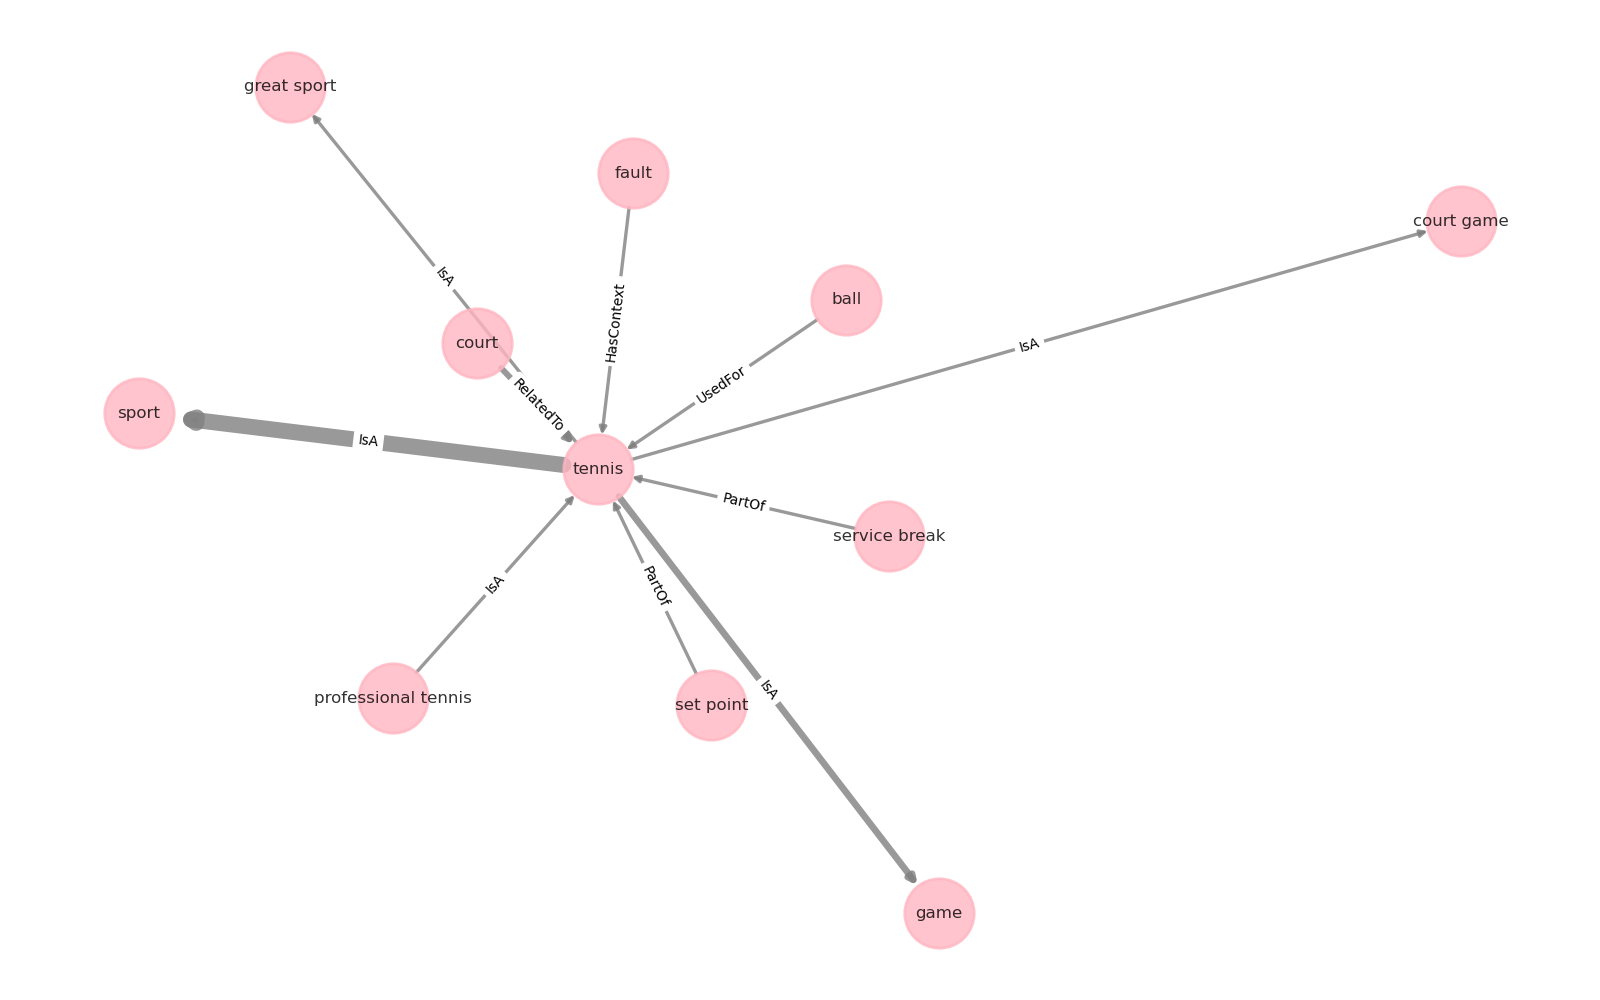 great sport
fault
court game
IsA
ball
HasContext
court
IsA
UsedFor
RelatedTo
sport
IsA
tennis
PartOf
service break
IsA
PartOf
professional tennis
IsA
set point
game